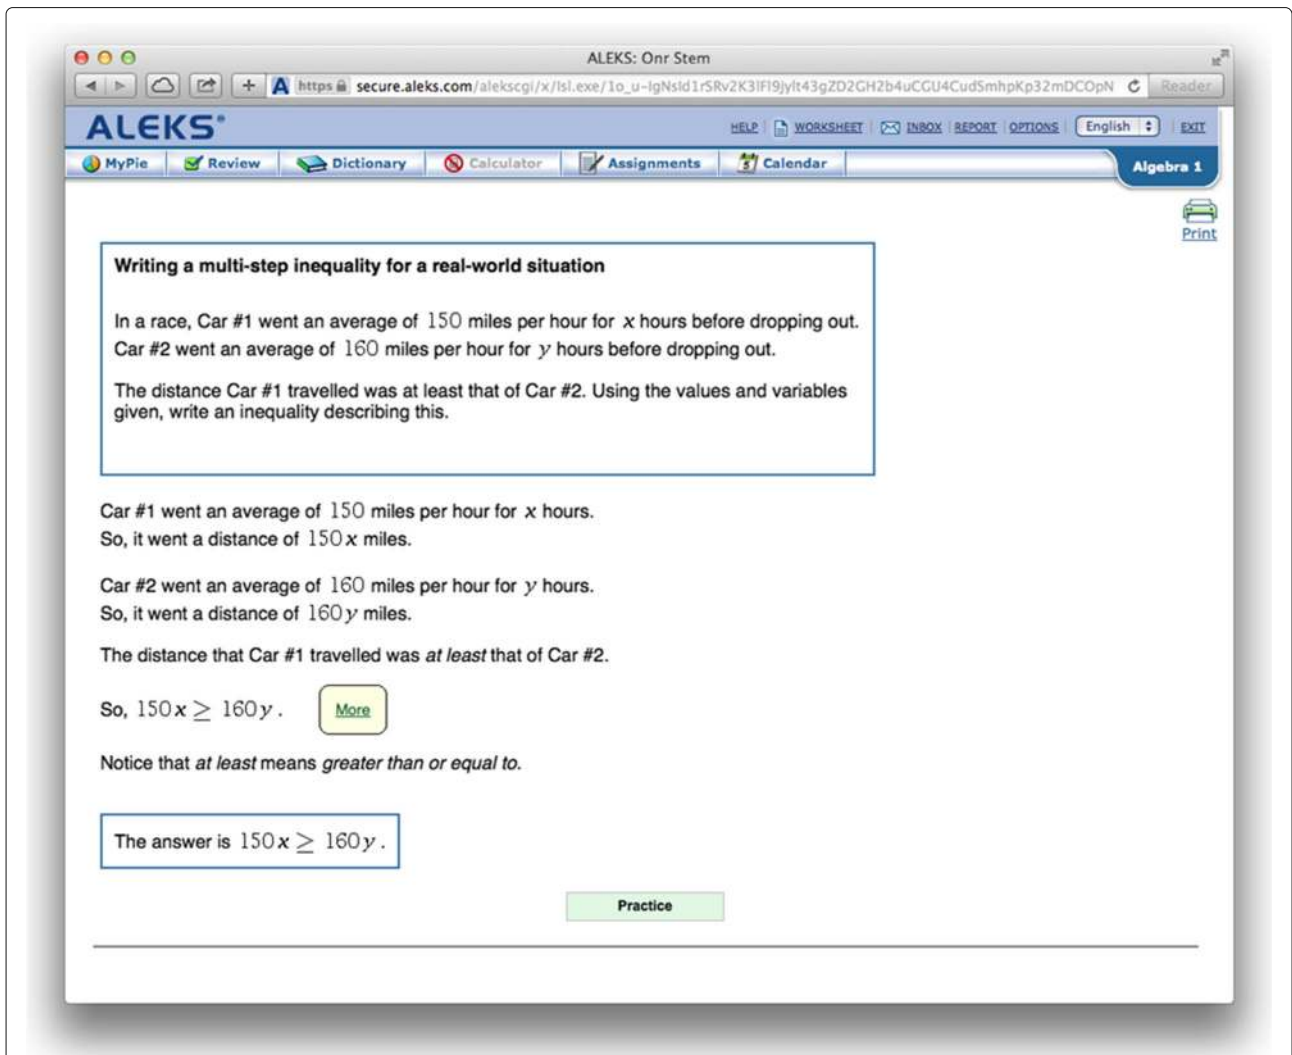 ALEKS: Onr Stem
https secure.aleks.com/alekscgi/x/Isl.exe/
Reader
ALEKS®
HELP WORKSHEET INBOX REPORT OPTIONS English EXIT
MyPie Review Dictionary Calculator Assignments Calendar Algebra 1
Print
Writing a multi-step inequality for a real-world situation
In a race, Car #1 went an average of 150 miles per hour for x hours before dropping out.
Car #2 went an average of 160 miles per hour for y hours before dropping out.
The distance Car #1 travelled was at least that of Car #2. Using the values and variables
given, write an inequality describing this.
Car #1 went an average of 150 miles per hour for x hours.
So, it went a distance of 150x miles.
Car #2 went an average of 160 miles per hour for y hours.
So, it went a distance of 160y miles.
The distance that Car #1 travelled was at least that of Car #2.
So, 150x ≥ 160y. More
Notice that at least means greater than or equal to.
The answer is 150x ≥ 160y.
Practice